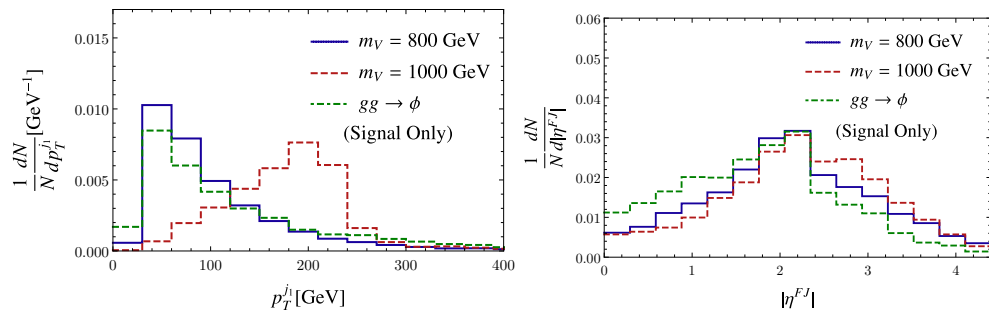 0.015
0.010
0.005
0.000
0 100 200 300 400
1/N dN/dp_T^{j_1} [GeV^{-1}]
p_T^{j_1} [GeV]
m_V = 800 GeV
m_V = 1000 GeV
gg → ϕ
(Signal Only)
0.06
0.05
0.04
0.03
0.02
0.01
0.00
0 1 2 3 4
1/N dN/d|η^{FJ}|
|η^{FJ}|
m_V = 800 GeV
m_V = 1000 GeV
gg → ϕ
(Signal Only)